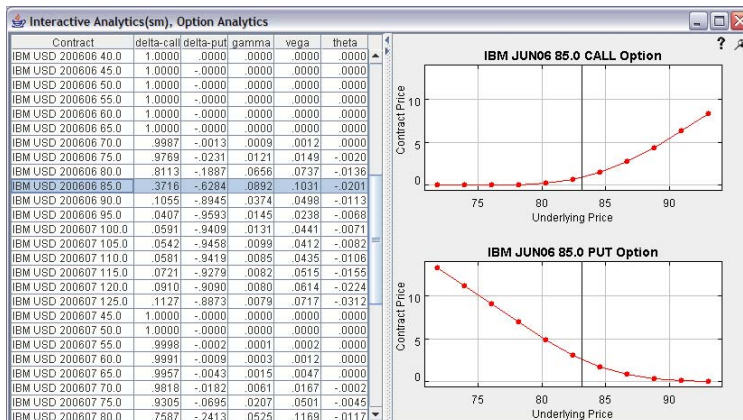 Interactive Analytics(sm), Option Analytics
Contract delta-call delta-put gamma vega theta
IBM USD 200606 40.0 1.0000 .0000 .0000 .0000 .0000
IBM USD 200606 45.0 1.0000 -.0000 .0000 .0000 .0000
IBM USD 200606 50.0 1.0000 -.0000 .0000 .0000 .0000
IBM USD 200606 55.0 1.0000 -.0000 .0000 .0000 .0000
IBM USD 200606 60.0 1.0000 -.0000 .0000 .0000 .0000
IBM USD 200606 65.0 1.0000 -.0000 .0000 .0000 .0000
IBM USD 200606 70.0 .9987 -.0013 .0009 .0012 .0000
IBM USD 200606 75.0 .9769 -.0231 .0121 .0149 -.0020
IBM USD 200606 80.0 .8113 -.1887 .0656 .0737 -.0136
IBM USD 200606 85.0 .3716 -.6284 .0892 .1031 -.0201
IBM USD 200606 90.0 .1055 -.8945 .0374 .0498 -.0113
IBM USD 200606 95.0 .0407 -.9593 .0145 .0238 -.0068
IBM USD 200607 100.0 .0591 -.9409 .0131 .0441 -.0071
IBM USD 200607 105.0 .0542 -.9458 .0099 .0412 -.0082
IBM USD 200607 110.0 .0581 -.9419 .0085 .0435 -.0106
IBM USD 200607 115.0 .0721 -.9279 .0082 .0515 -.0155
IBM USD 200607 120.0 .0910 -.9090 .0080 .0614 -.0224
IBM USD 200607 125.0 .1127 -.8873 .0079 .0717 -.0312
IBM USD 200607 45.0 1.0000 -.0000 .0000 .0000 .0000
IBM USD 200607 50.0 1.0000 -.0000 .0000 .0000 .0000
IBM USD 200607 55.0 .9998 -.0002 .0001 .0002 .0000
IBM USD 200607 60.0 .9991 -.0009 .0003 .0012 .0000
IBM USD 200607 65.0 .9957 -.0043 .0015 .0047 .0000
IBM USD 200607 70.0 .9818 -.0182 .0061 .0167 -.0002
IBM USD 200607 75.0 .9305 -.0695 .0207 .0501 -.0045
IBM USD 200607 80.0 .7587 -.2413 .0525 .1169 -.0117
?
IBM JUN06 85.0 CALL Option
Contract Price
10
5
0
75 80 85 90
Underlying Price
IBM JUN06 85.0 PUT Option
Contract Price
10
5
0
75 80 85 90
Underlying Price